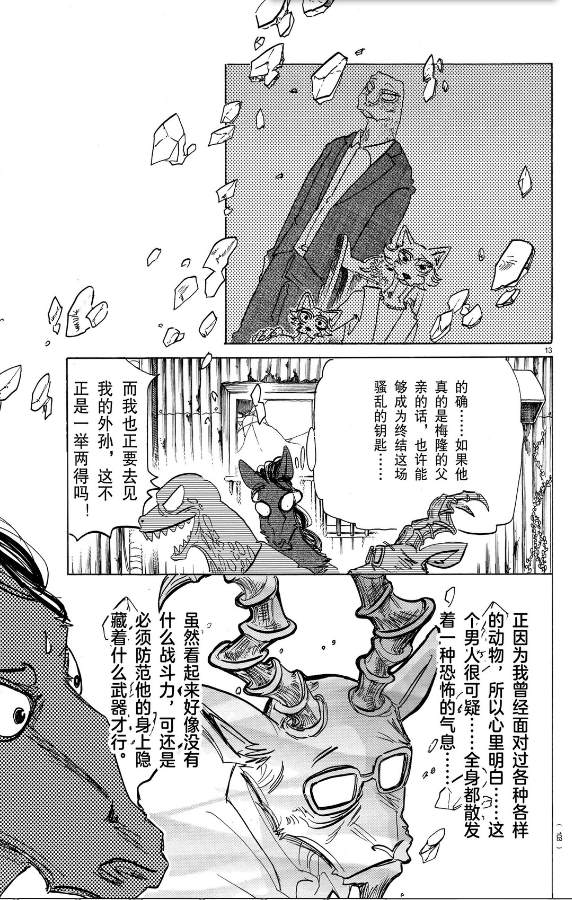 13
的确……如果他
真的是梅隆的父
亲的话，也许能
够成为终结这场
骚乱的钥匙…
而我也正要去见
我的外孙，这不
正是一举两得吗！
正因为我曾经面对过各种各样
的动物，所以心里明白……这
个男人很可疑……全身都散发
着一种恐怖的气息……
虽然看起来好像没有
什么战斗力，可还是
必须防范他的身上隐
藏着什么武器才行。